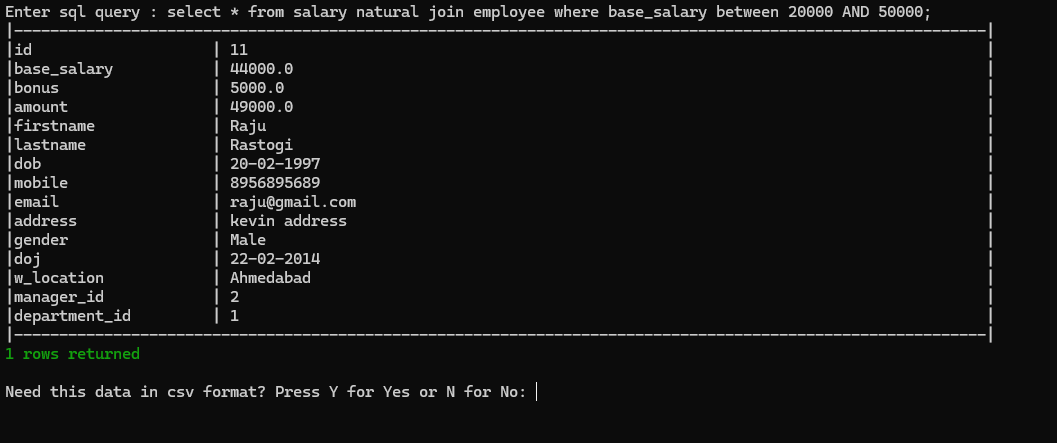 Enter sql query : select * from salary natural join employee where base_salary between 20000 AND 50000;
|------------------------------------------------------------------------------------------------------------|
|id                    | 11                                                                                  |
|base_salary           | 44000.0                                                                             |
|bonus                 | 5000.0                                                                              |
|amount                | 49000.0                                                                             |
|firstname             | Raju                                                                                |
|lastname              | Rastogi                                                                             |
|dob                   | 20-02-1997                                                                          |
|mobile                | 8956895689                                                                          |
|email                 | raju@gmail.com                                                                      |
|address               | kevin address                                                                       |
|gender                | Male                                                                                |
|doj                   | 22-02-2014                                                                          |
|w_location            | Ahmedabad                                                                           |
|manager_id            | 2                                                                                   |
|department_id         | 1                                                                                   |
|------------------------------------------------------------------------------------------------------------|
1 rows returned
Need this data in csv format? Press Y for Yes or N for No: